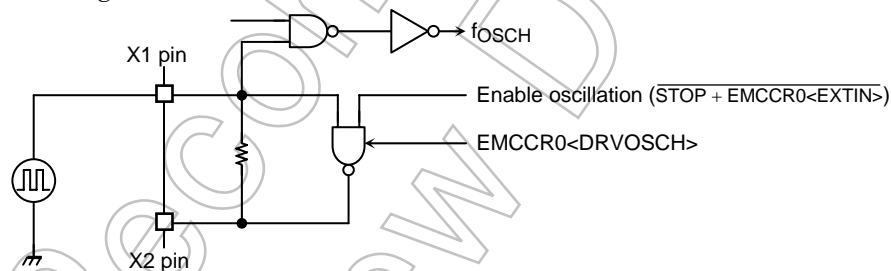 fOSCH
X1 pin
Enable oscillation (STOP + EMCCR0<EXTIN>)
EMCCR0<DRVOSCH>
X2 pin